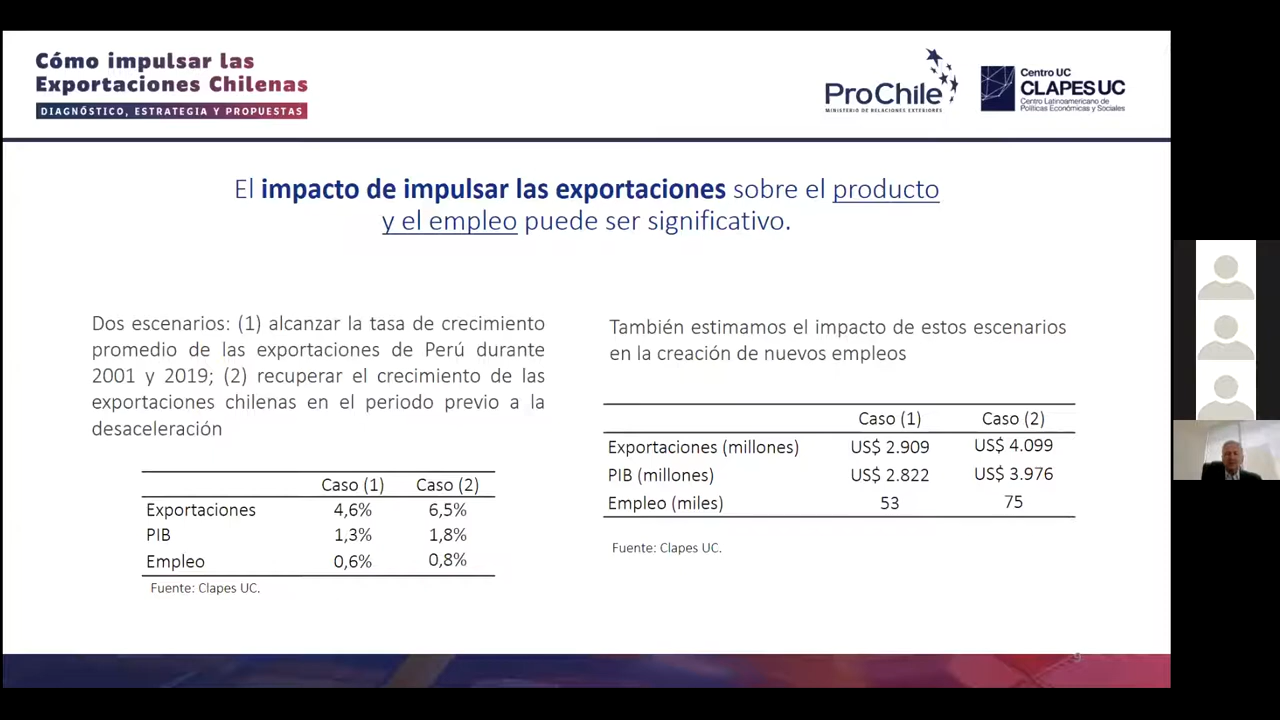 Cómo impulsar las
Exportaciones Chilenas
DIAGNÓSTICO, ESTRATEGIA Y PROPUESTAS
ProChile
MINISTERIO DE RELACIONES EXTERIORES
Centro UC
CLAPES UC
Centro Latinoamericano de
Políticas Económicas y Sociales
El impacto de impulsar las exportaciones sobre el producto
y el empleo puede ser significativo.
Dos escenarios: (1) alcanzar la tasa de crecimiento
promedio de las exportaciones de Perú durante
2001 y 2019; (2) recuperar el crecimiento de las
exportaciones chilenas en el periodo previo a la
desaceleración
Caso (1) Caso (2)
Exportaciones 4,6% 6,5%
PIB 1,3% 1,8%
Empleo 0,6% 0,8%
Fuente: Clapes UC.
También estimamos el impacto de estos escenarios
en la creación de nuevos empleos
Caso (1) Caso (2)
Exportaciones (millones) US$ 2.909 US$ 4.099
PIB (millones) US$ 2.822 US$ 3.976
Empleo (miles) 53 75
Fuente: Clapes UC.